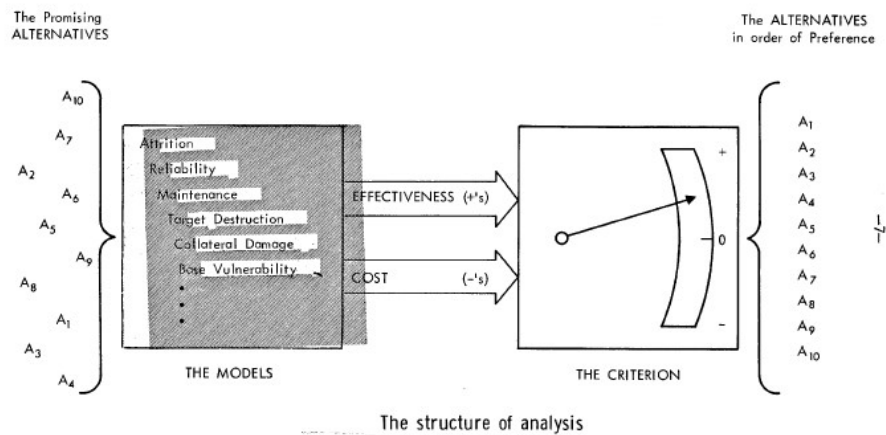 The Promising
ALTERNATIVES
A10
A7
A2
A6
A5
A9
A8
A1
A3
A4
Attrition
Reliability
Maintenance
Target Destruction
Collateral Damage
Base Vulnerability
THE MODELS
EFFECTIVENESS (+'s)
COST (-'s)
+
0
-
THE CRITERION
The ALTERNATIVES
in order of Preference
A1
A2
A3
A4
A5
A6
A7
A8
A9
A10
-7-
The structure of analysis